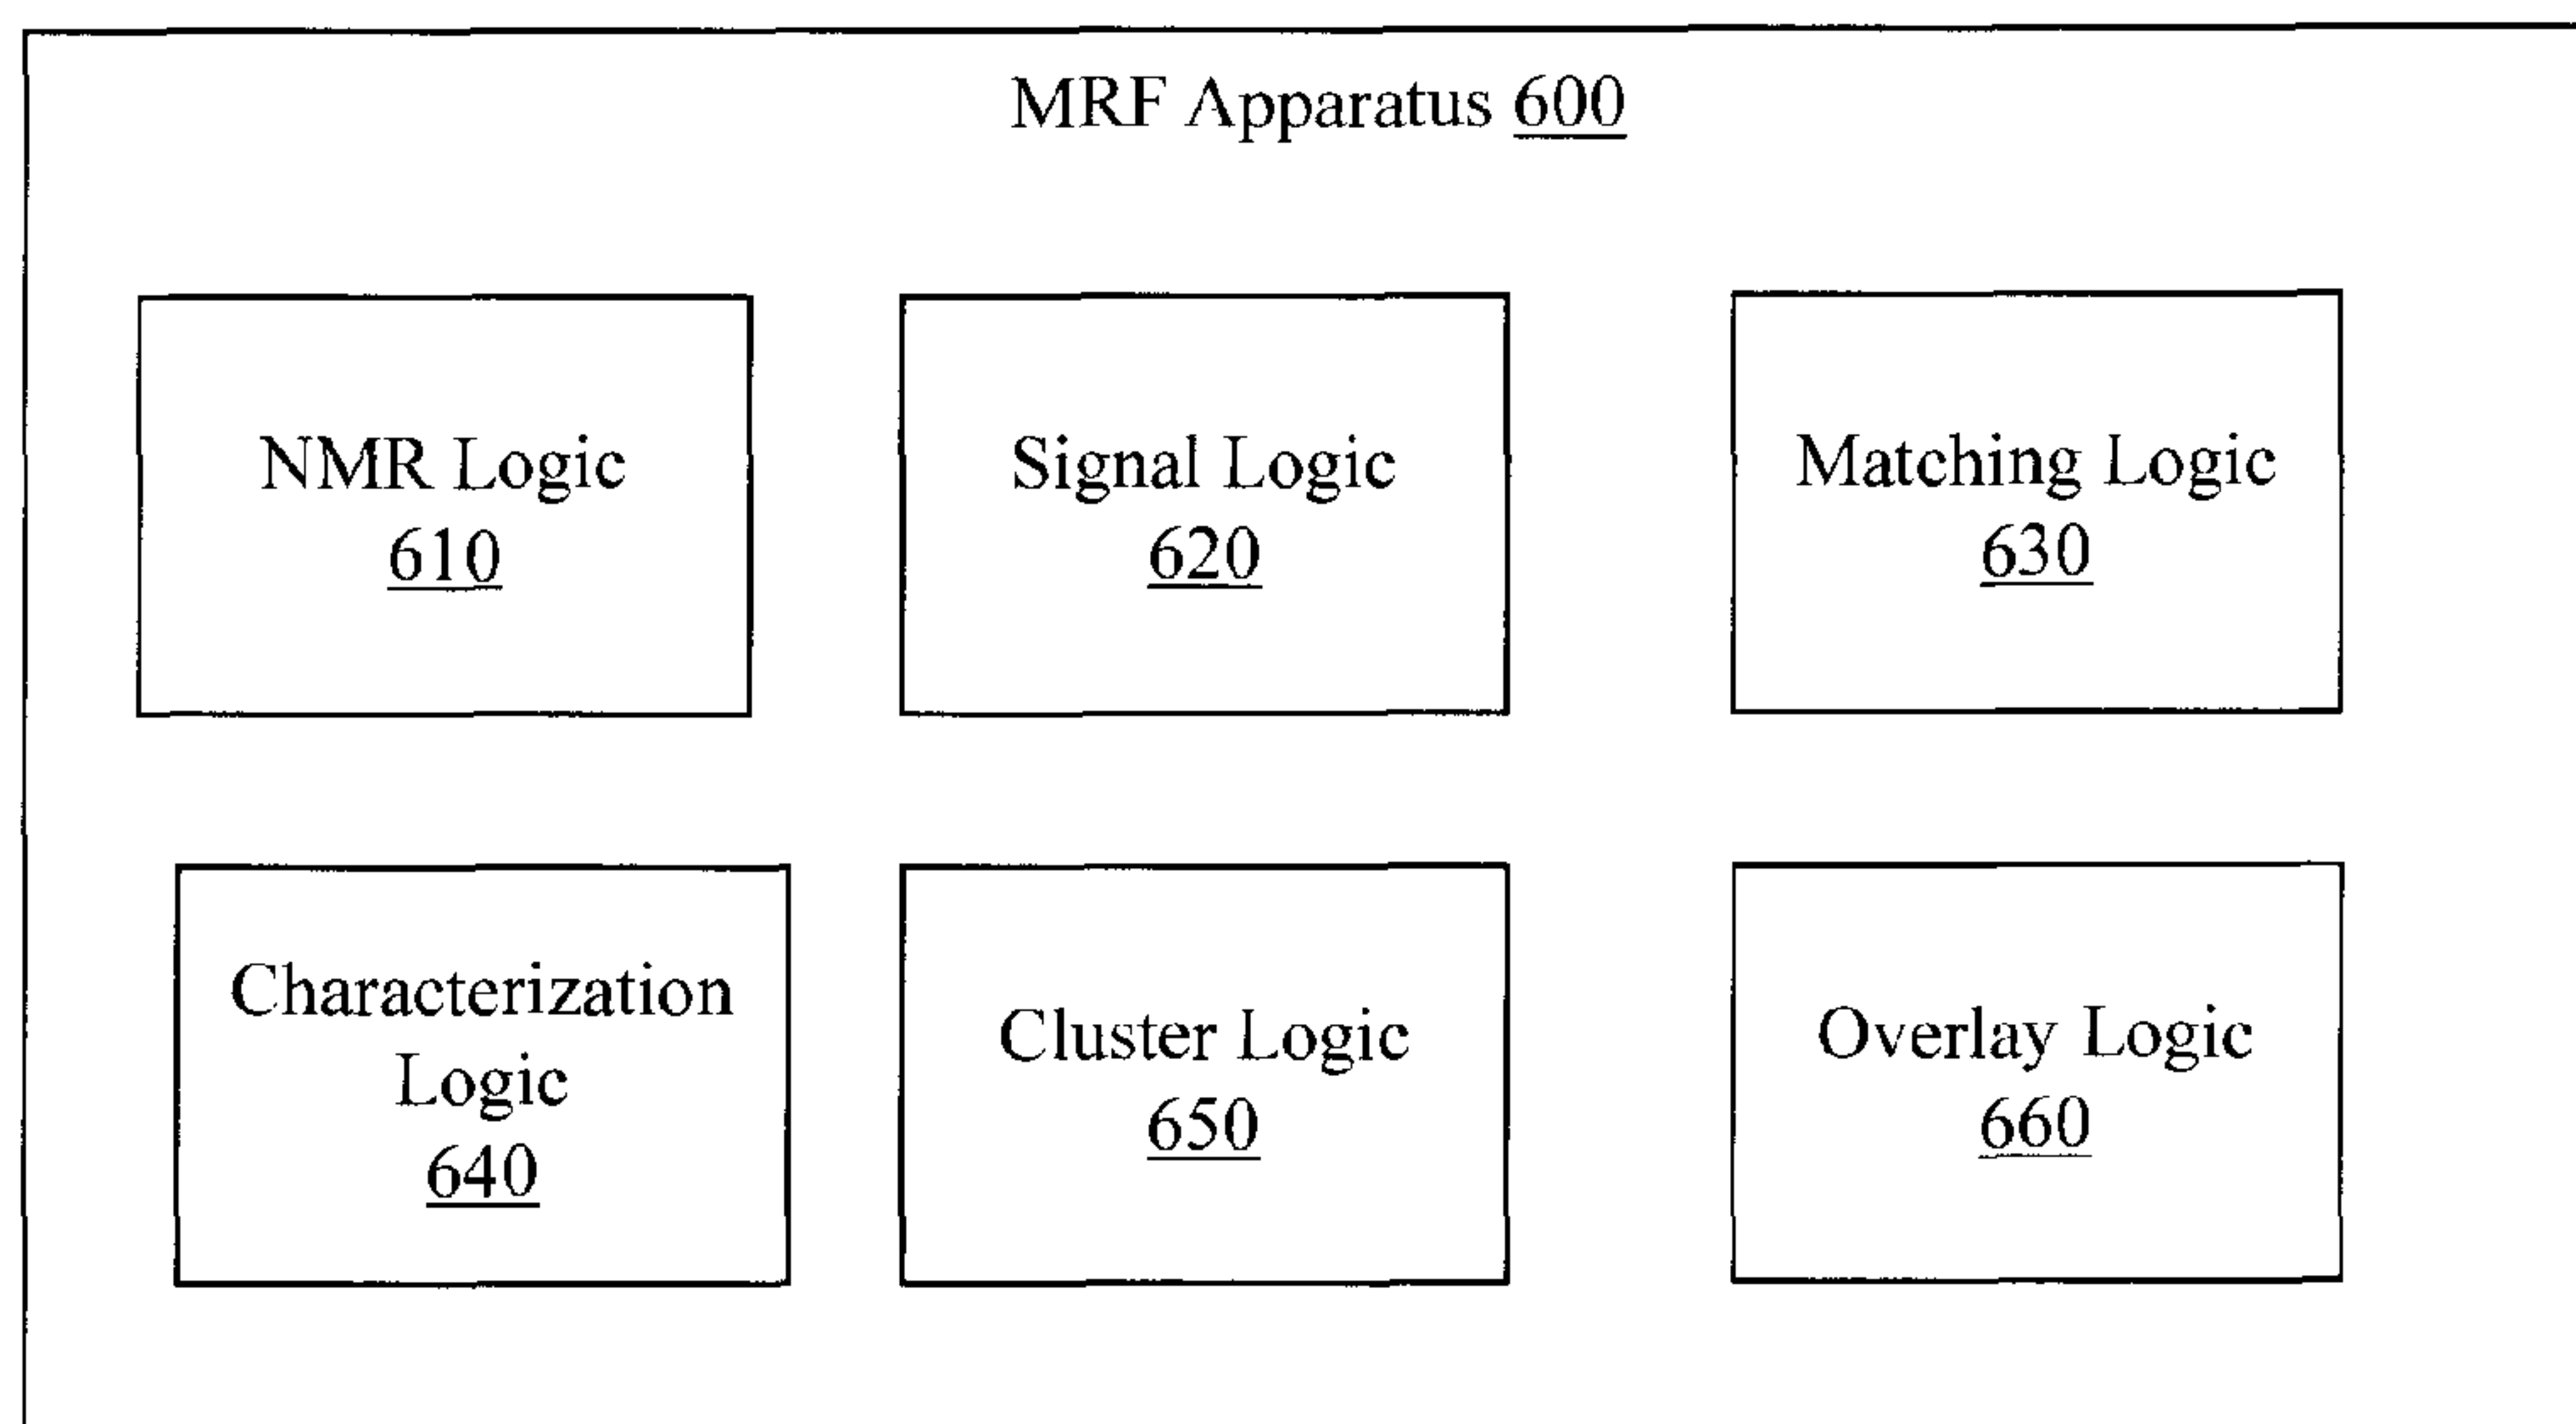 MRF Apparatus 600
NMR Logic
610
Signal Logic
620
Matching Logic
630
Characterization
Logic
640
Cluster Logic
650
Overlay Logic
660